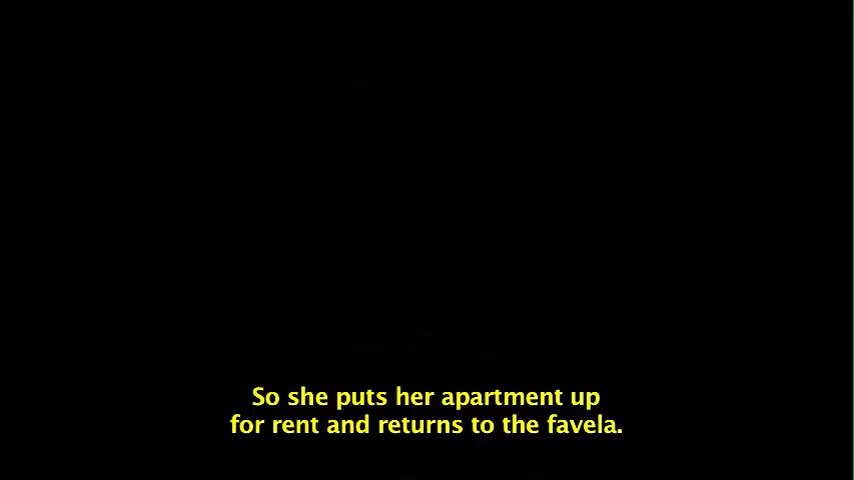 So she puts her apartment up
for rent and returns to the favela.